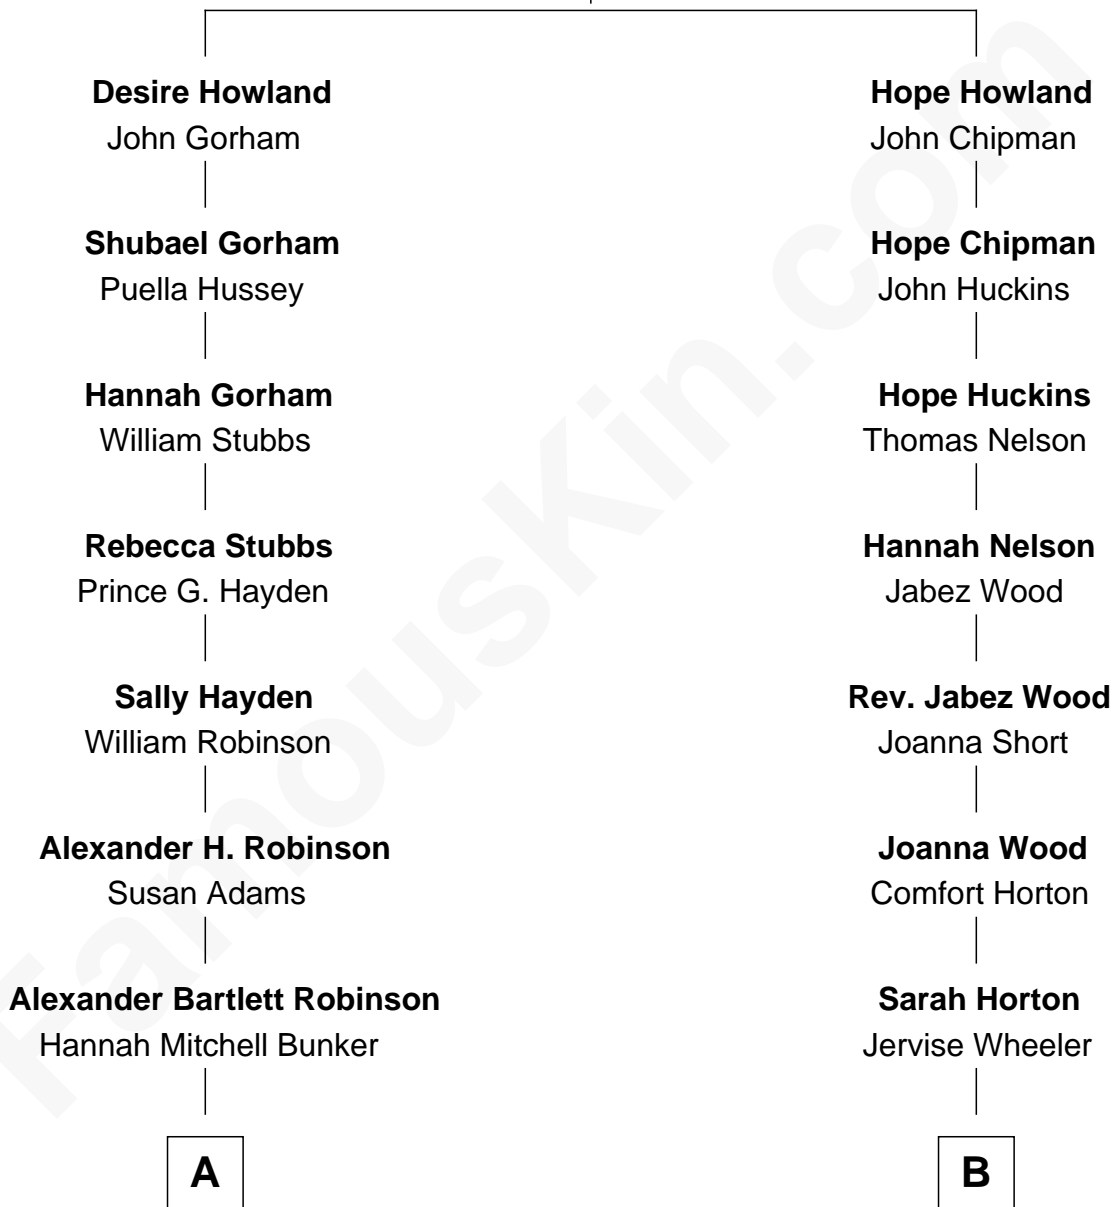 Desire Howland
John Gorham
Shubael Gorham
Puella Hussey
Hannah Gorham
William Stubbs
Rebecca Stubbs
Prince G. Hayden
Sally Hayden
William Robinson
Alexander H. Robinson
Susan Adams
Alexander Bartlett Robinson
Hannah Mitchell Bunker
A
Hope Howland
John Chipman
Hope Chipman
John Huckins
Hope Huckins
Thomas Nelson
Hannah Nelson
Jabez Wood
Rev. Jabez Wood
Joanna Short
Joanna Wood
Comfort Horton
Sarah Horton
Jervise Wheeler
B
FamousKin.com